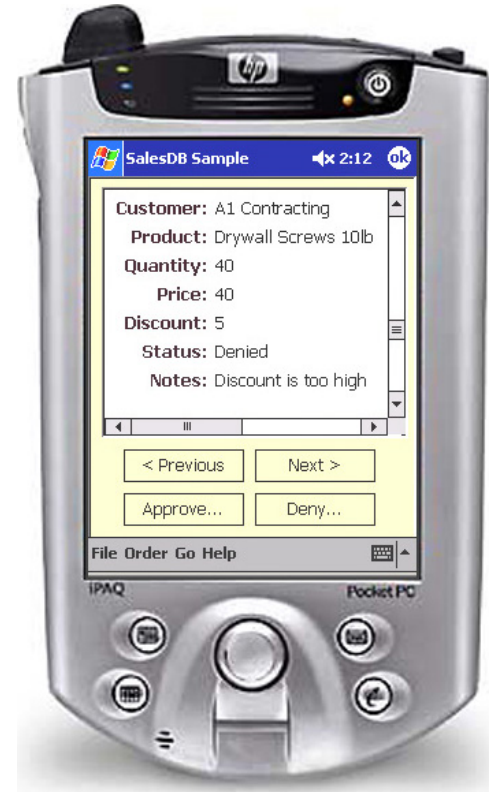 hp
SalesDB Sample 2:12 ok
Customer: A1 Contracting
Product: Drywall Screws 10lb
Quantity: 40
Price: 40
Discount: 5
Status: Denied
Notes: Discount is too high
< Previous Next >
Approve... Deny...
File Order Go Help
iPAQ Pocket PC